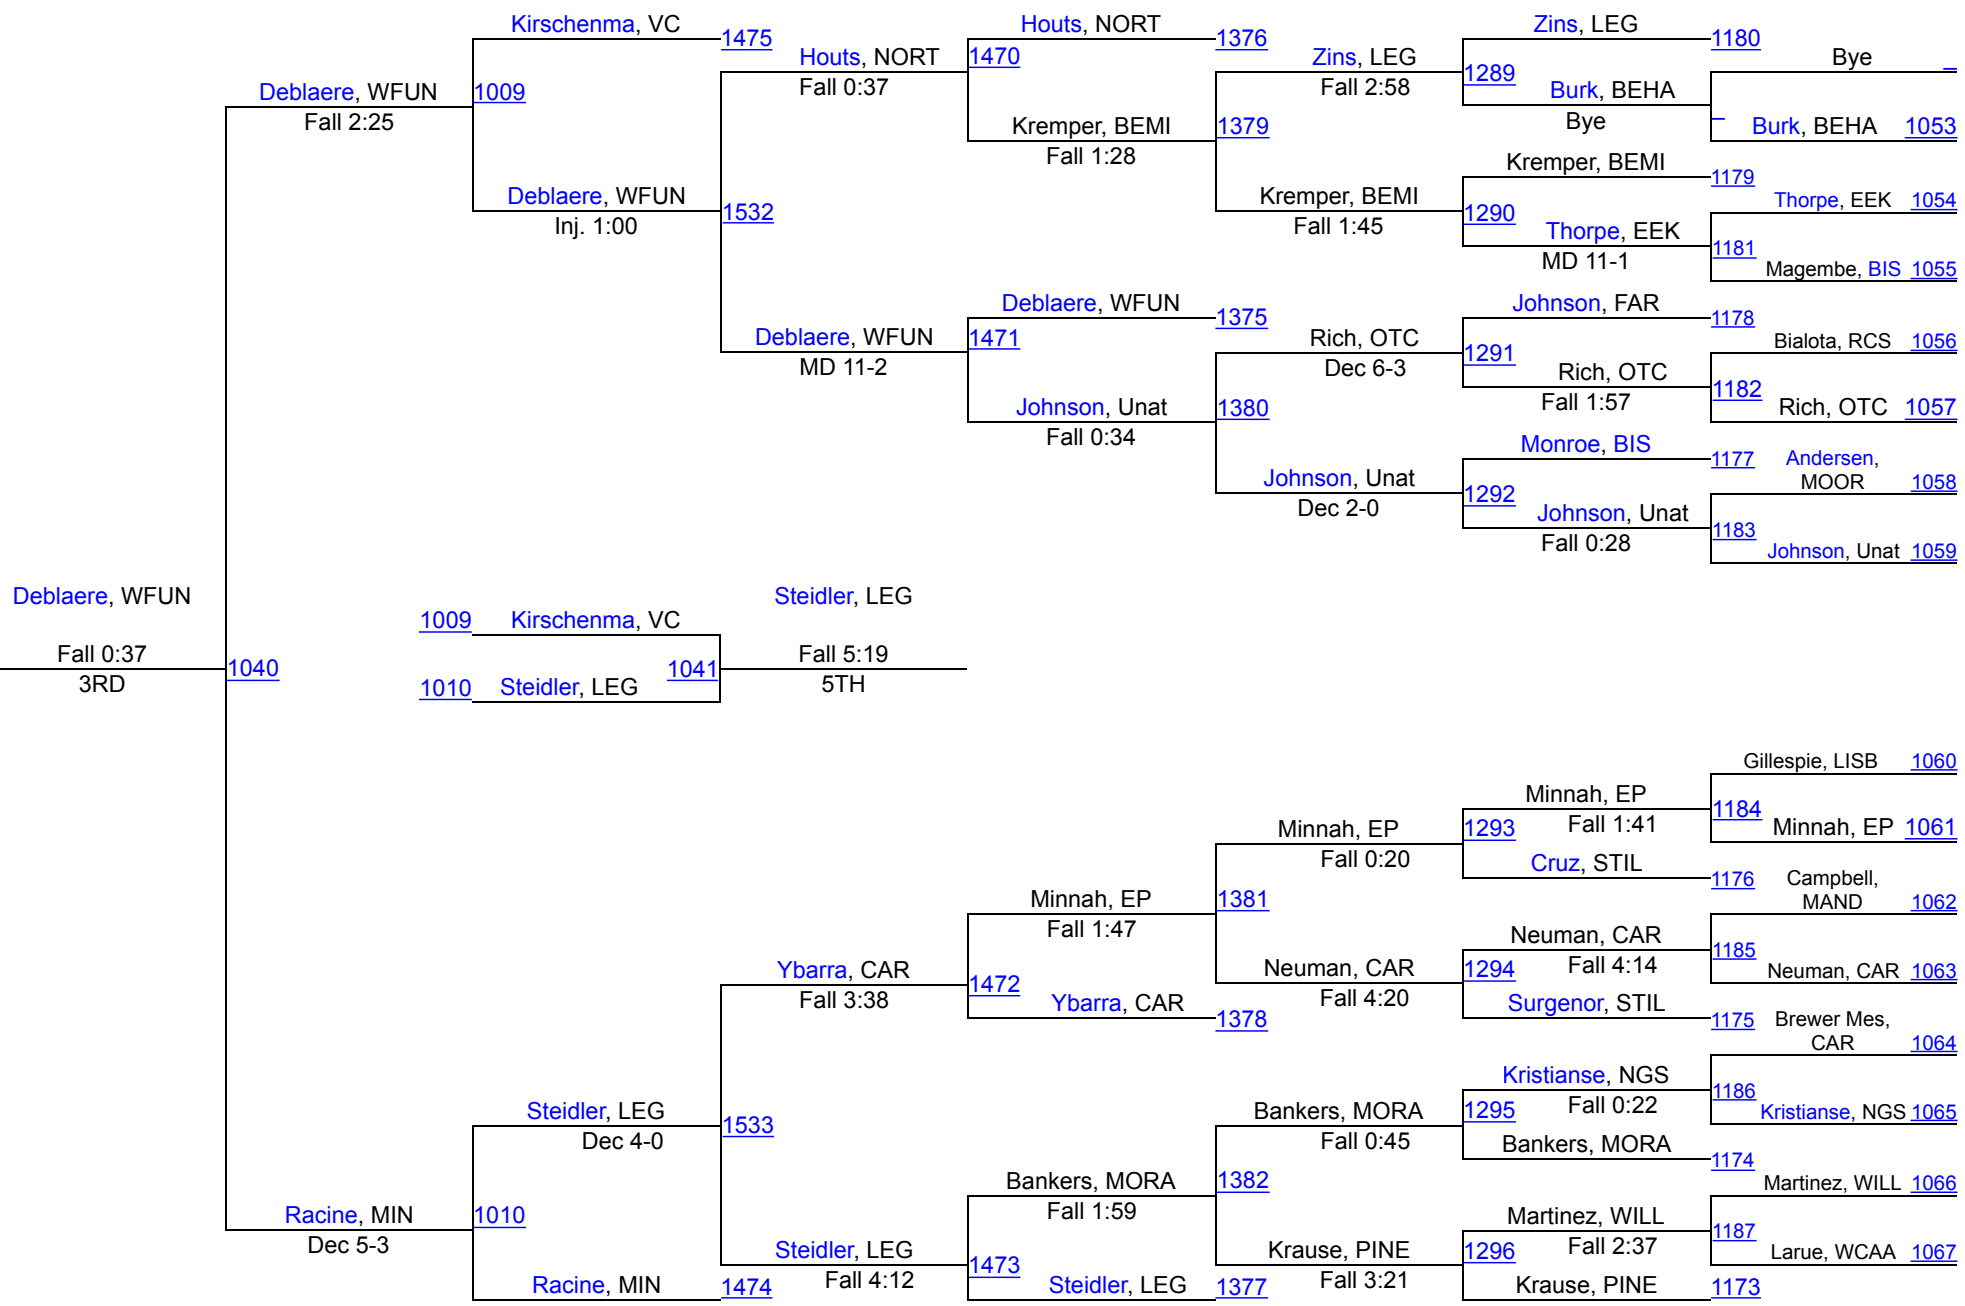 Kirschenma, VC
1475
Houts, NORT
1376
Zins, LEG
1180
Bye
Houts, NORT
Fall 0:37
1470
Zins, LEG
Fall 2:58
1289
Burk, BEHA
Bye
Deblaere, WFUN
Fall 2:25
1009
Kremper, BEMI
Fall 1:28
1379
Burk, BEHA 1053
Kremper, BEMI
1179
Thorpe, EEK 1054
Deblaere, WFUN
Inj. 1:00
1532
Kremper, BEMI
Fall 1:45
1290
Thorpe, EEK
MD 11-1
1181
Magembe, BIS 1055
Deblaere, WFUN
1375
Johnson, FAR
1178
Bialota, RCS 1056
Deblaere, WFUN
MD 11-2
1471
Rich, OTC
Dec 6-3
1291
Rich, OTC
Fall 1:57
1182
Rich, OTC 1057
Johnson, Unat
Fall 0:34
1380
Monroe, BIS
1177
Andersen,
MOOR 1058
Johnson, Unat
Dec 2-0
1292
Johnson, Unat
Fall 0:28
1183
Johnson, Unat 1059
Deblaere, WFUN
Fall 0:37
3RD
1040
1009 Kirschenma, VC
1010 Steidler, LEG
1041
Steidler, LEG
Fall 5:19
5TH
Gillespie, LISB 1060
Minnah, EP
Fall 1:41
1184
Minnah, EP 1061
Minnah, EP
Fall 0:20
1293
Cruz, STIL
1176
Campbell,
MAND 1062
Minnah, EP
Fall 1:47
1381
Neuman, CAR
Fall 4:14
1185
Neuman, CAR 1063
Ybarra, CAR
Fall 3:38
1472
Neuman, CAR
Fall 4:20
1294
Ybarra, CAR
1378
Surgenor, STIL
1175
Brewer Mes,
CAR 1064
Kristianse, NGS
Fall 0:22
1186
Kristianse, NGS 1065
Steidler, LEG
Dec 4-0
1533
Bankers, MORA
Fall 0:45
1295
Bankers, MORA
1174
Bankers, MORA
Fall 1:59
1382
Martinez, WILL 1066
Racine, MIN
Dec 5-3
1010
Martinez, WILL
Fall 2:37
1187
Larue, WCAA 1067
Steidler, LEG
Fall 4:12
1473
Krause, PINE
Fall 3:21
1296
Racine, MIN
1474
Steidler, LEG
1377
Krause, PINE
1173